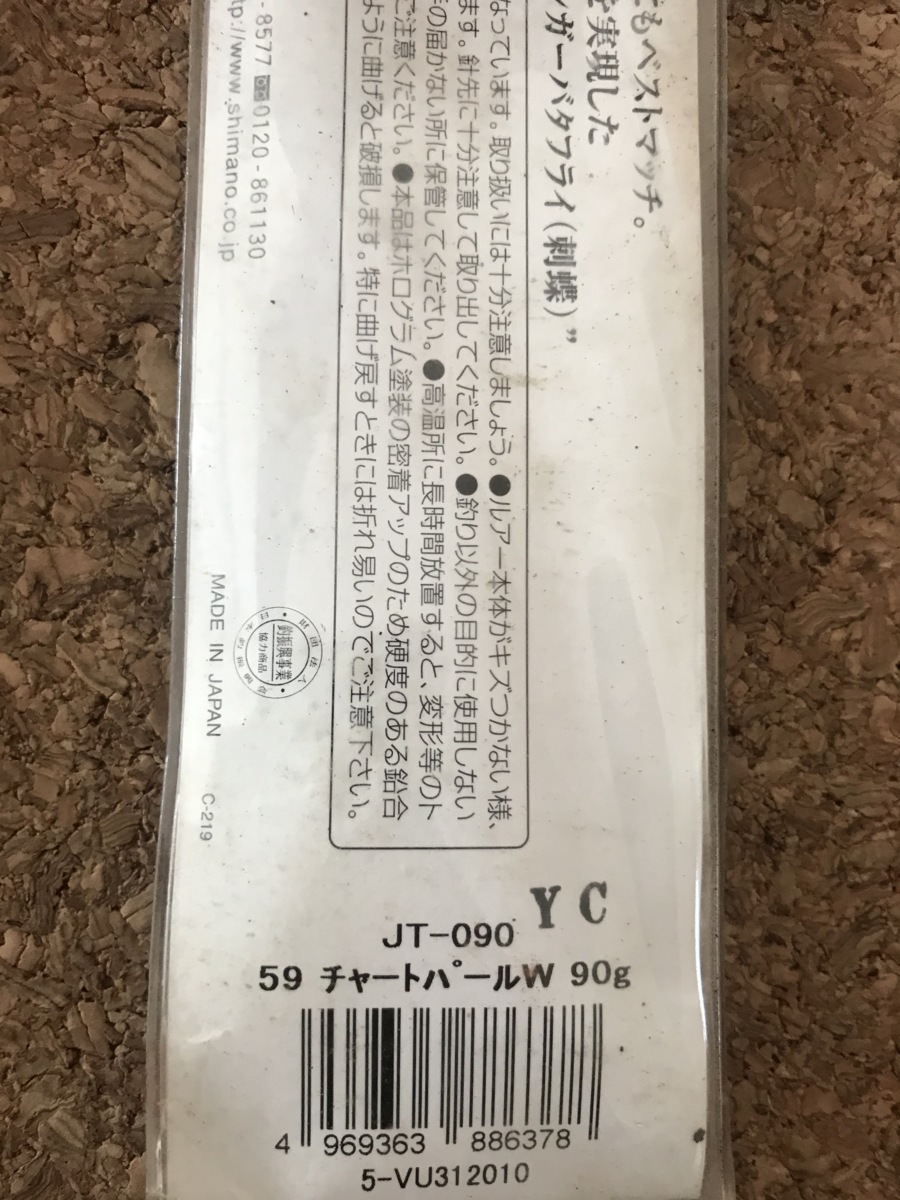 もベストマッチ。
実現した
ガーバタフライ(刺蝶)”
なっています。取り扱いには十分注意しましょう。●ルアー本体がキズつかない様、
ます。針先に十分注意して取り出してください。●釣り以外の目的に使用しない
の届かない所に保管してください。●高温所に長時間放置すると、変形等のト
ご注意ください。●本品はホログラム塗装の密着アップのため硬度のある鉛合
ように曲げると破損します。特に曲げ戻すときには折れ易いのでご注意下さい。
-8577 0120-861130
tp://www.shimano.co.jp
釣振興事業
協力商品
MADE IN JAPAN C-219
YC
JT-090
59 チャートパールW 90g
4 969363 886378
5-VU312010